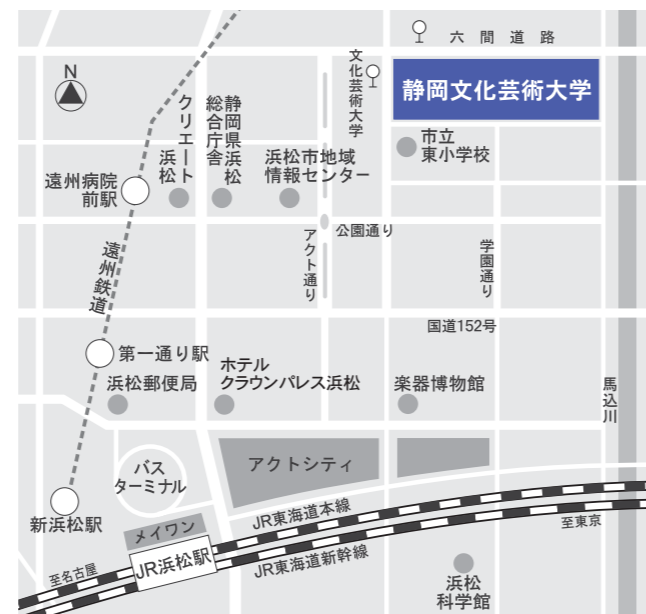 六間道路
N
文化芸術大学
静岡文化芸術大学
クリエート
浜松
静岡県浜松
総合庁舎
浜松市地域
情報センター
市立
東小学校
遠州病院
前駅
遠州鉄道
アクト通り
公園通り
学園通り
国道152号
第一通り駅
浜松郵便局
ホテル
クラウンパレス浜松
楽器博物館
馬込川
バス
ターミナル
アクトシティ
新浜松駅
メイワン
JR東海道本線
JR浜松駅
JR東海道新幹線
至東京
至名古屋
浜松
科学館